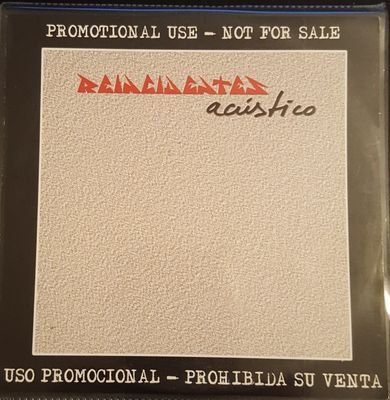 PROMOTIONAL USE – NOT FOR SALE
REINCIDENTES
acústico
USO PROMOCIONAL – PROHIBIDA SU VENTA